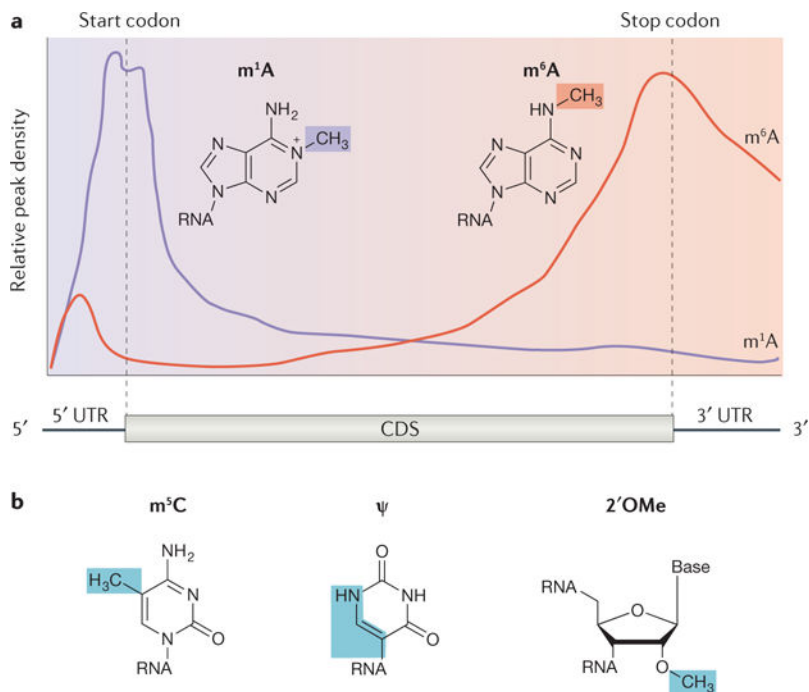 Start codon Stop codon
a
m¹A m⁶A
NH₂
CH₃
HN
CH₃
N
N⁺
N
N
N
N
N
N
RNA
RNA
Relative peak density
m⁶A
m¹A
5′ 5′ UTR CDS 3′ UTR 3′
b
m⁵C ψ 2′OMe
NH₂
H₃C
N
N
O
RNA
O
HN
NH
O
RNA
Base
RNA
O
RNA
O
CH₃